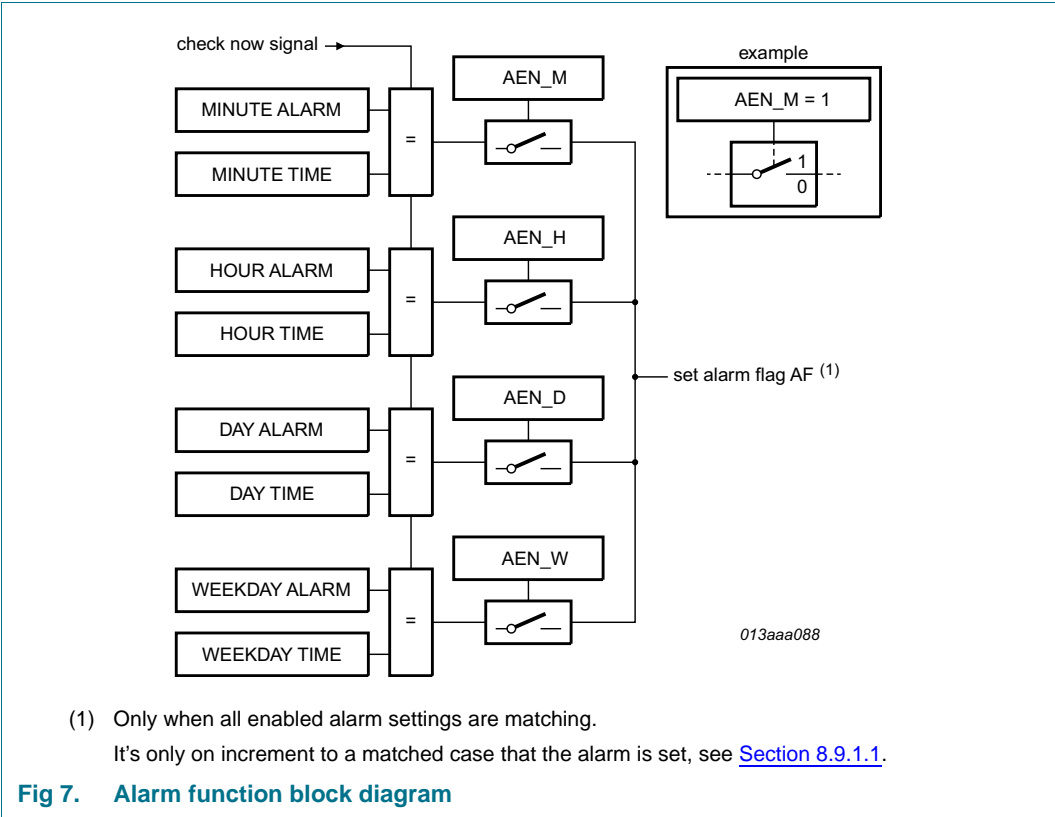 check now signal
example
AEN_M
AEN_M = 1
MINUTE ALARM
=
1
MINUTE TIME
0
AEN_H
HOUR ALARM
=
HOUR TIME
set alarm flag AF (1)
AEN_D
DAY ALARM
=
DAY TIME
AEN_W
WEEKDAY ALARM
=
013aaa088
WEEKDAY TIME
(1) Only when all enabled alarm settings are matching.
It's only on increment to a matched case that the alarm is set, see Section 8.9.1.1.
Fig 7. Alarm function block diagram